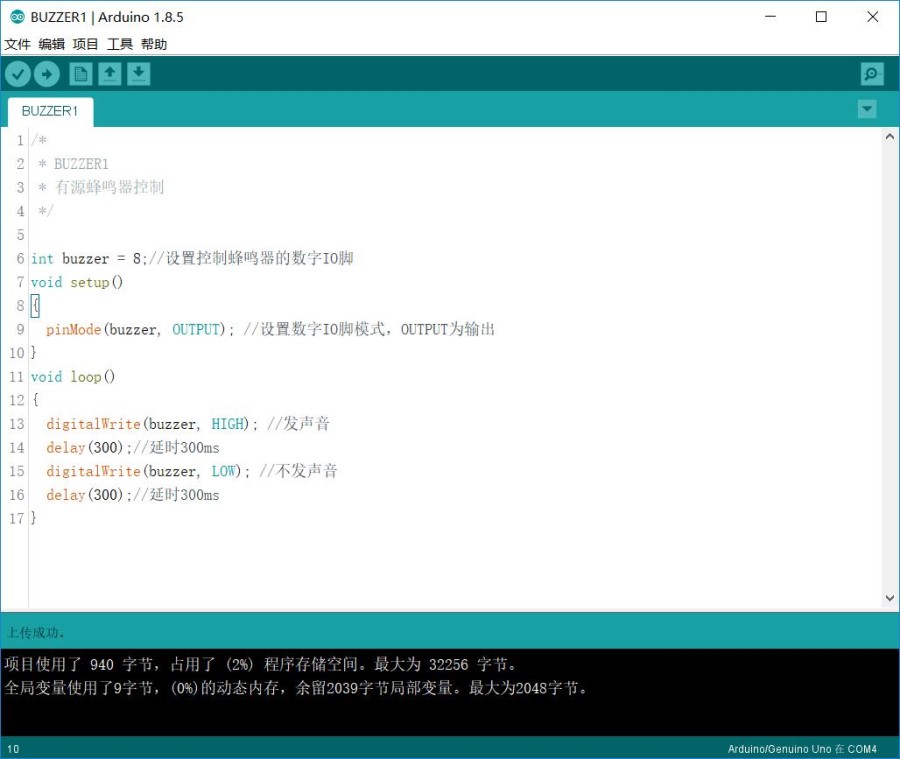 BUZZER1 | Arduino 1.8.5
文件 编辑 项目 工具 帮助
BUZZER1
1 /*
2  * BUZZER1
3  * 有源蜂鸣器控制
4  */
5
6 int buzzer = 8;//设置控制蜂鸣器的数字IO脚
7 void setup()
8 {
9   pinMode(buzzer, OUTPUT); //设置数字IO脚模式，OUTPUT为输出
10 }
11 void loop()
12 {
13   digitalWrite(buzzer, HIGH); //发声音
14   delay(300);//延时300ms
15   digitalWrite(buzzer, LOW); //不发声音
16   delay(300);//延时300ms
17 }
上传成功。
项目使用了 940 字节，占用了 (2%) 程序存储空间。最大为 32256 字节。
全局变量使用了9字节，(0%)的动态内存，余留2039字节局部变量。最大为2048字节。
10 Arduino/Genuino Uno 在 COM4